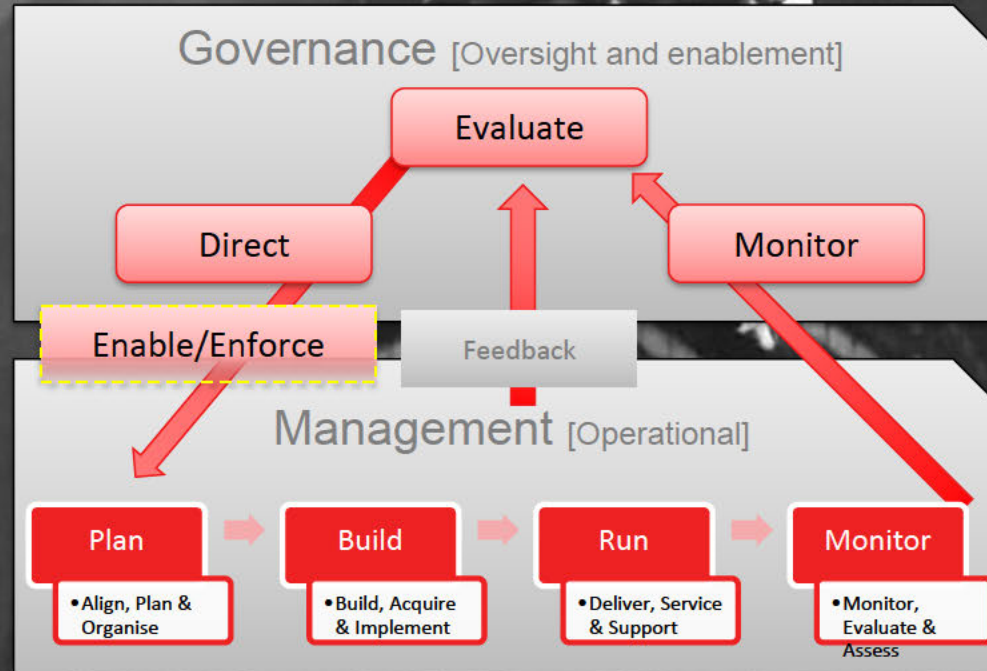 Governance [Oversight and enablement]
Evaluate
Direct
Monitor
Enable/Enforce
Feedback
Management [Operational]
Plan
Build
Run
Monitor
•Align, Plan &
Organise
•Build, Acquire
& Implement
•Deliver, Service
& Support
•Monitor,
Evaluate &
Assess